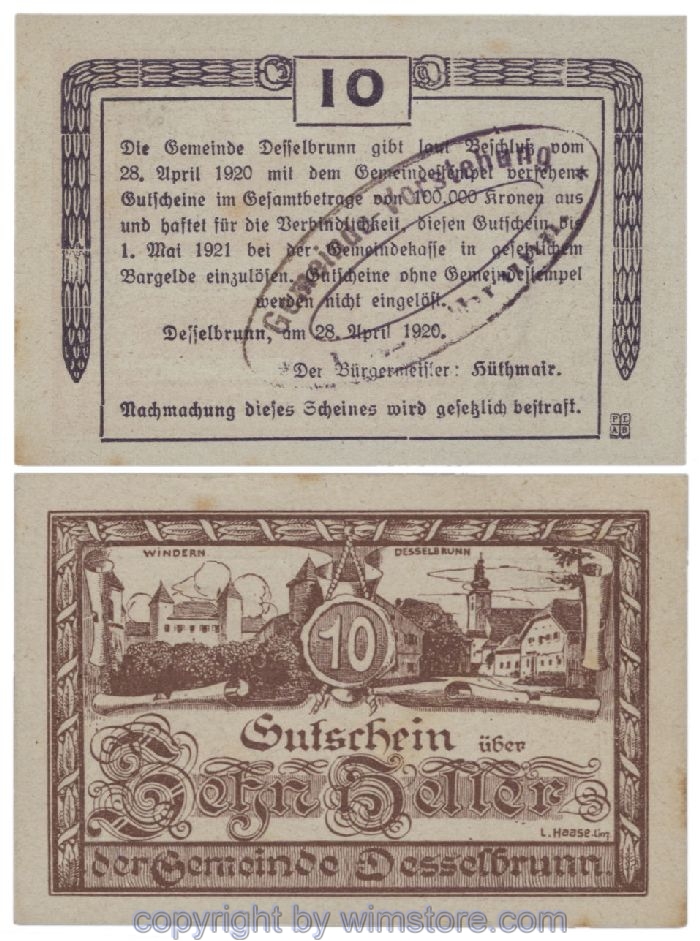 10
Die Gemeinde Desselbrunn gibt laut Beschluß vom
28. April 1920 mit dem Gemeindestempel versehene
Gutscheine im Gesamtbetrage von 100.000 Kronen aus
und haftet für die Verbindlichkeit, diesen Gutschein bis
1. Mai 1921 bei der Gemeindekasse in gesetzlichem
Bargelde einzulösen. Gutscheine ohne Gemeindestempel
werden nicht eingelöst.
Desselbrunn, am 28. April 1920.
Der Bürgermeister: Hüthmair.
Nachmachung dieses Scheines wird gesetzlich bestraft.
Gemeinde-Vorstehung
WINDERN
DESSELBRUNN
10
Gutschein über
Zehn Heller
L. Haase. Linz
der Gemeinde Desselbrunn.
copyright by wimstore.com